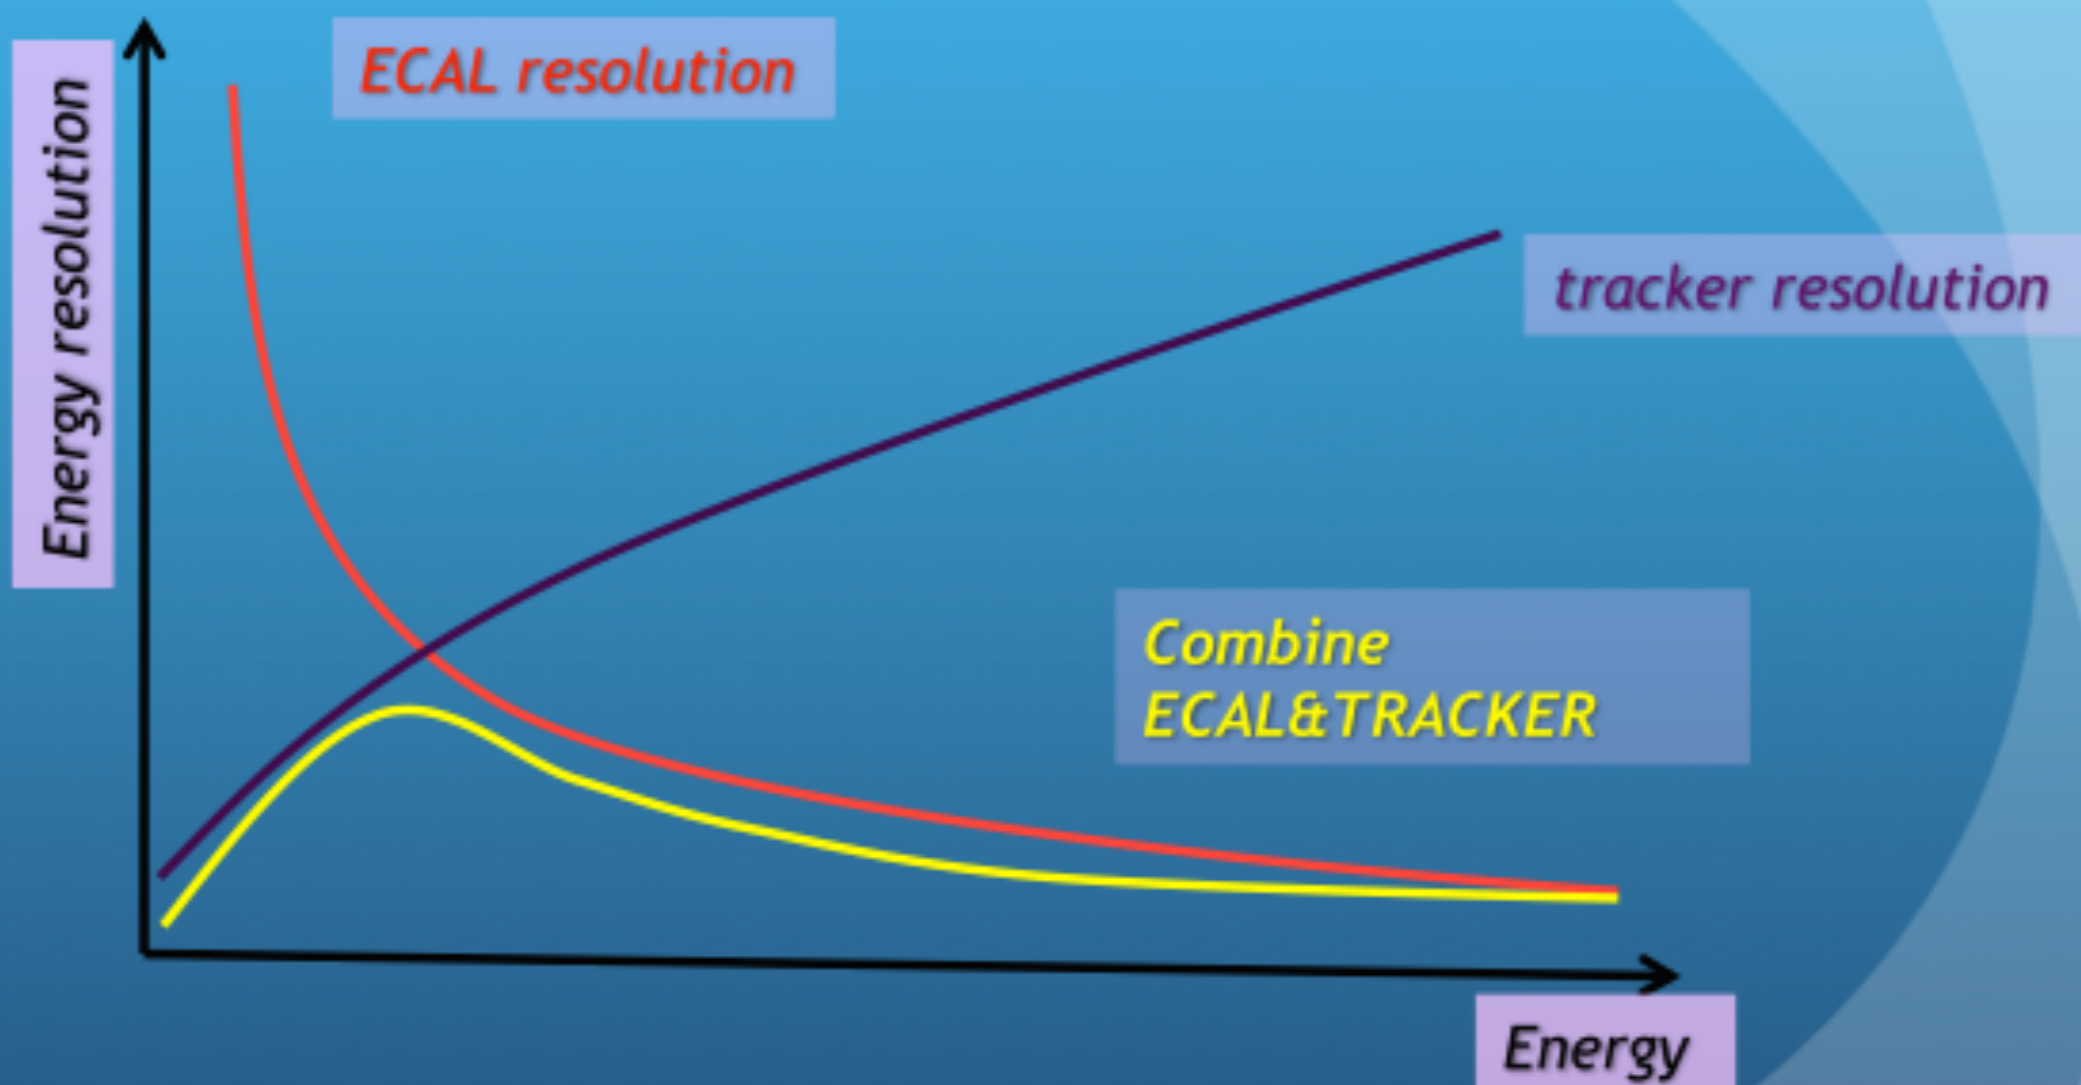 ECAL resolution
Energy resolution
tracker resolution
Combine
ECAL&TRACKER
Energy